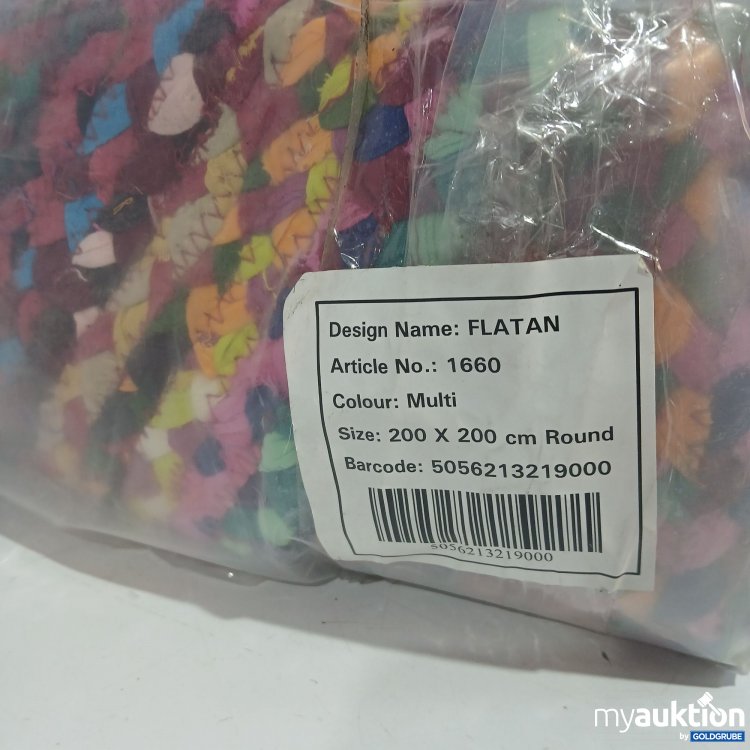 Design Name: FLATAN
Article No.: 1660
Colour: Multi
Size: 200 X 200 cm Round
Barcode: 5056213219000
5056213219000
myauktion
by GOLDGRUBE